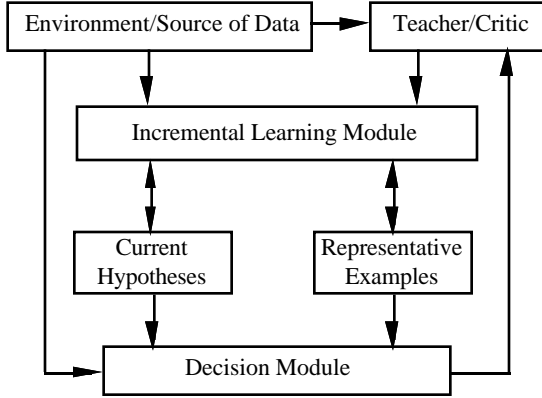 Environment/Source of Data
Teacher/Critic
Incremental Learning Module
Current
Hypotheses
Representative
Examples
Decision Module